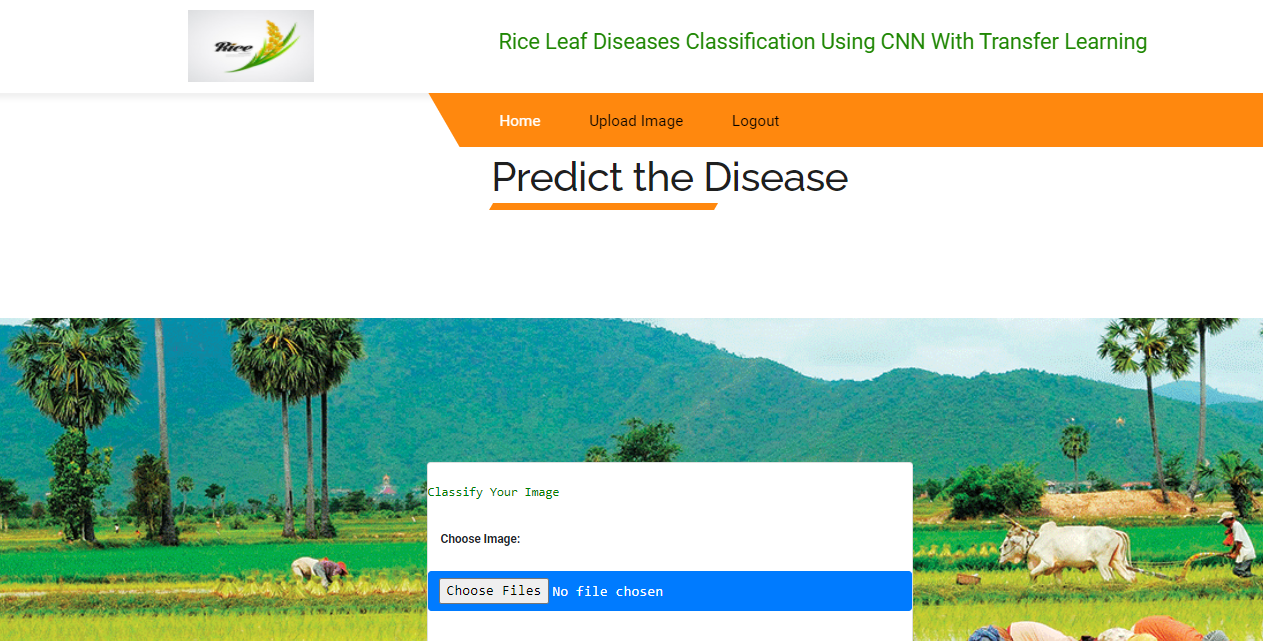 Rice
Rice Leaf Diseases Classification Using CNN With Transfer Learning
Home Upload Image Logout
Predict the Disease
Classify Your Image
Choose Image:
Choose Files No file chosen